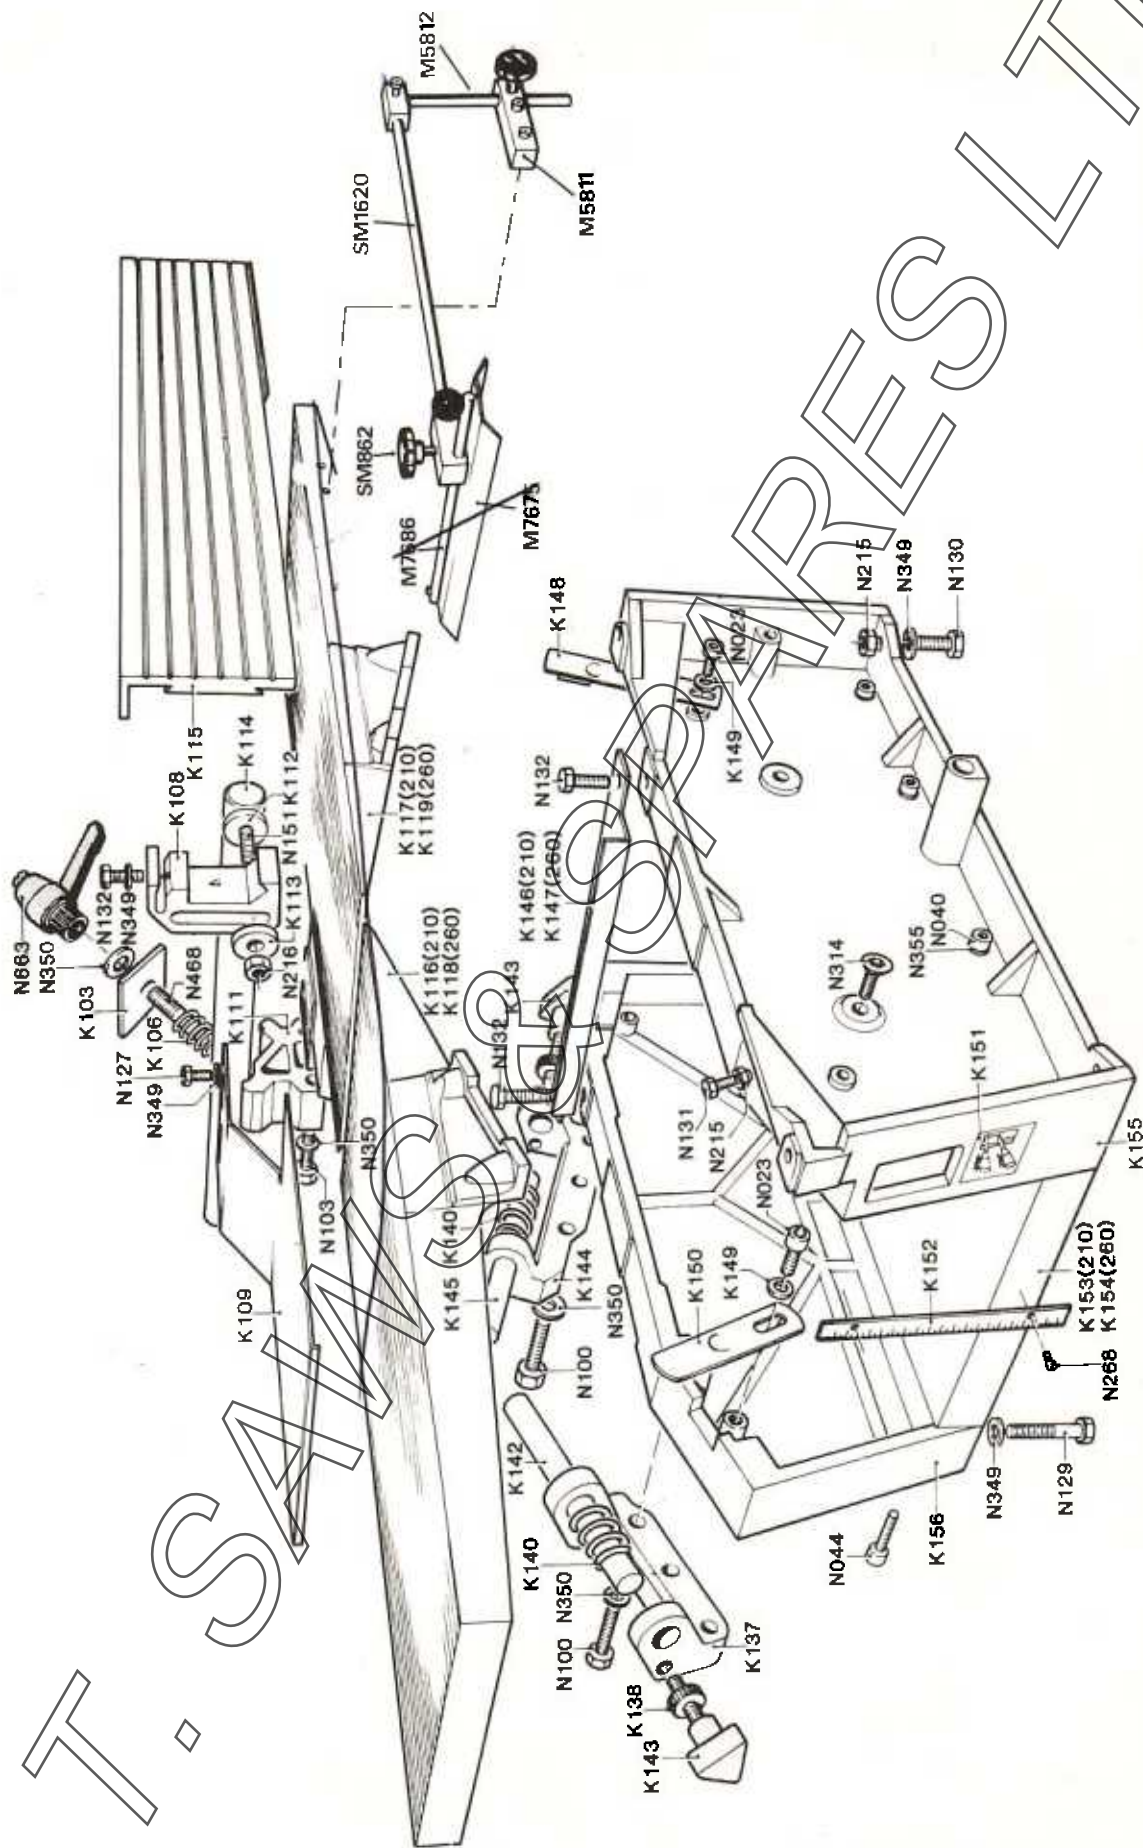 M5812
SM1620
M5811
SM862
M7686
M7675
K115
K114
K108
K112
N151
K113
N216
N663
N350
N132
N349
K103
N468
K111
K106
N127
N349
N350
N103
K109
K117(210)
K119(260)
K116(210)
K118(260)
K148
N023
K149
N132
K146(210)
K147(260)
K143
N132
N215
N349
N130
N040
N355
N314
K151
K155
N131
N215
N023
K149
K150
K152
K153(210)
K154(260)
N268
K140
K145
K144
N350
N100
K142
K140
N350
N100
K137
K138
K143
N349
N129
K156
N044
T. SAWS & SPARES LT